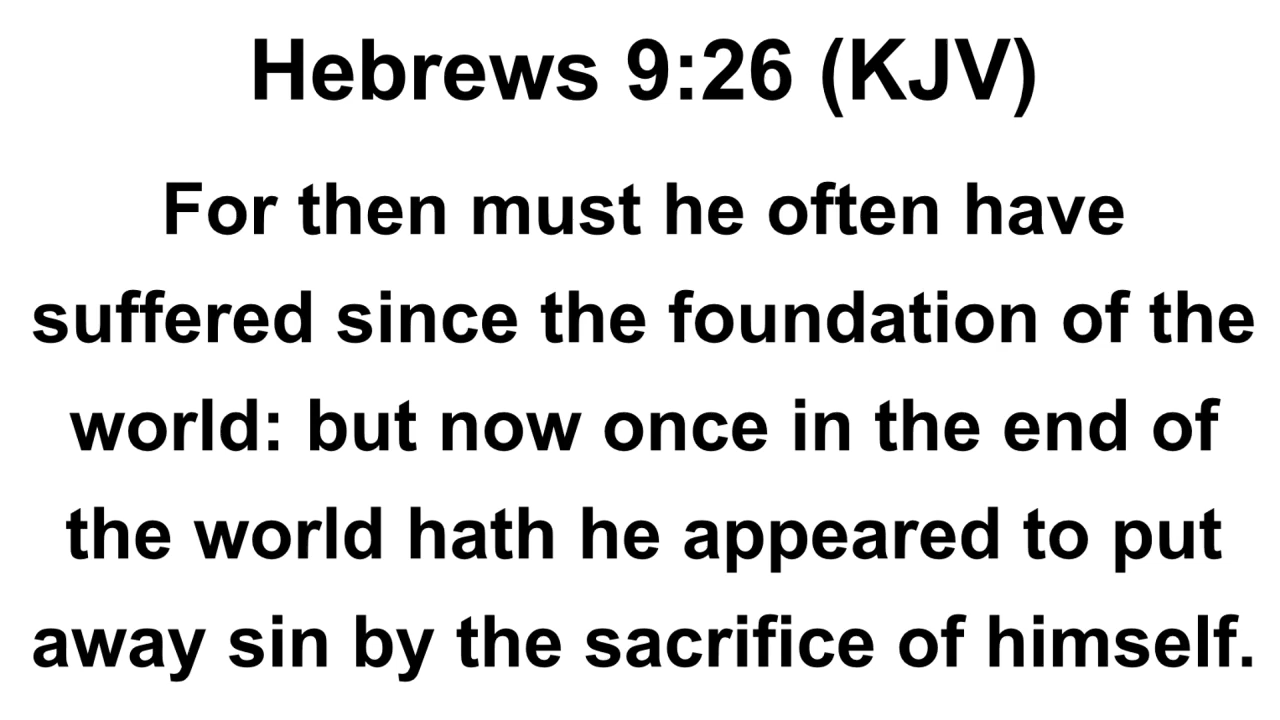 Hebrews 9:26 (KJV)
For then must he often have
suffered since the foundation of the
world: but now once in the end of
the world hath he appeared to put
away sin by the sacrifice of himself.